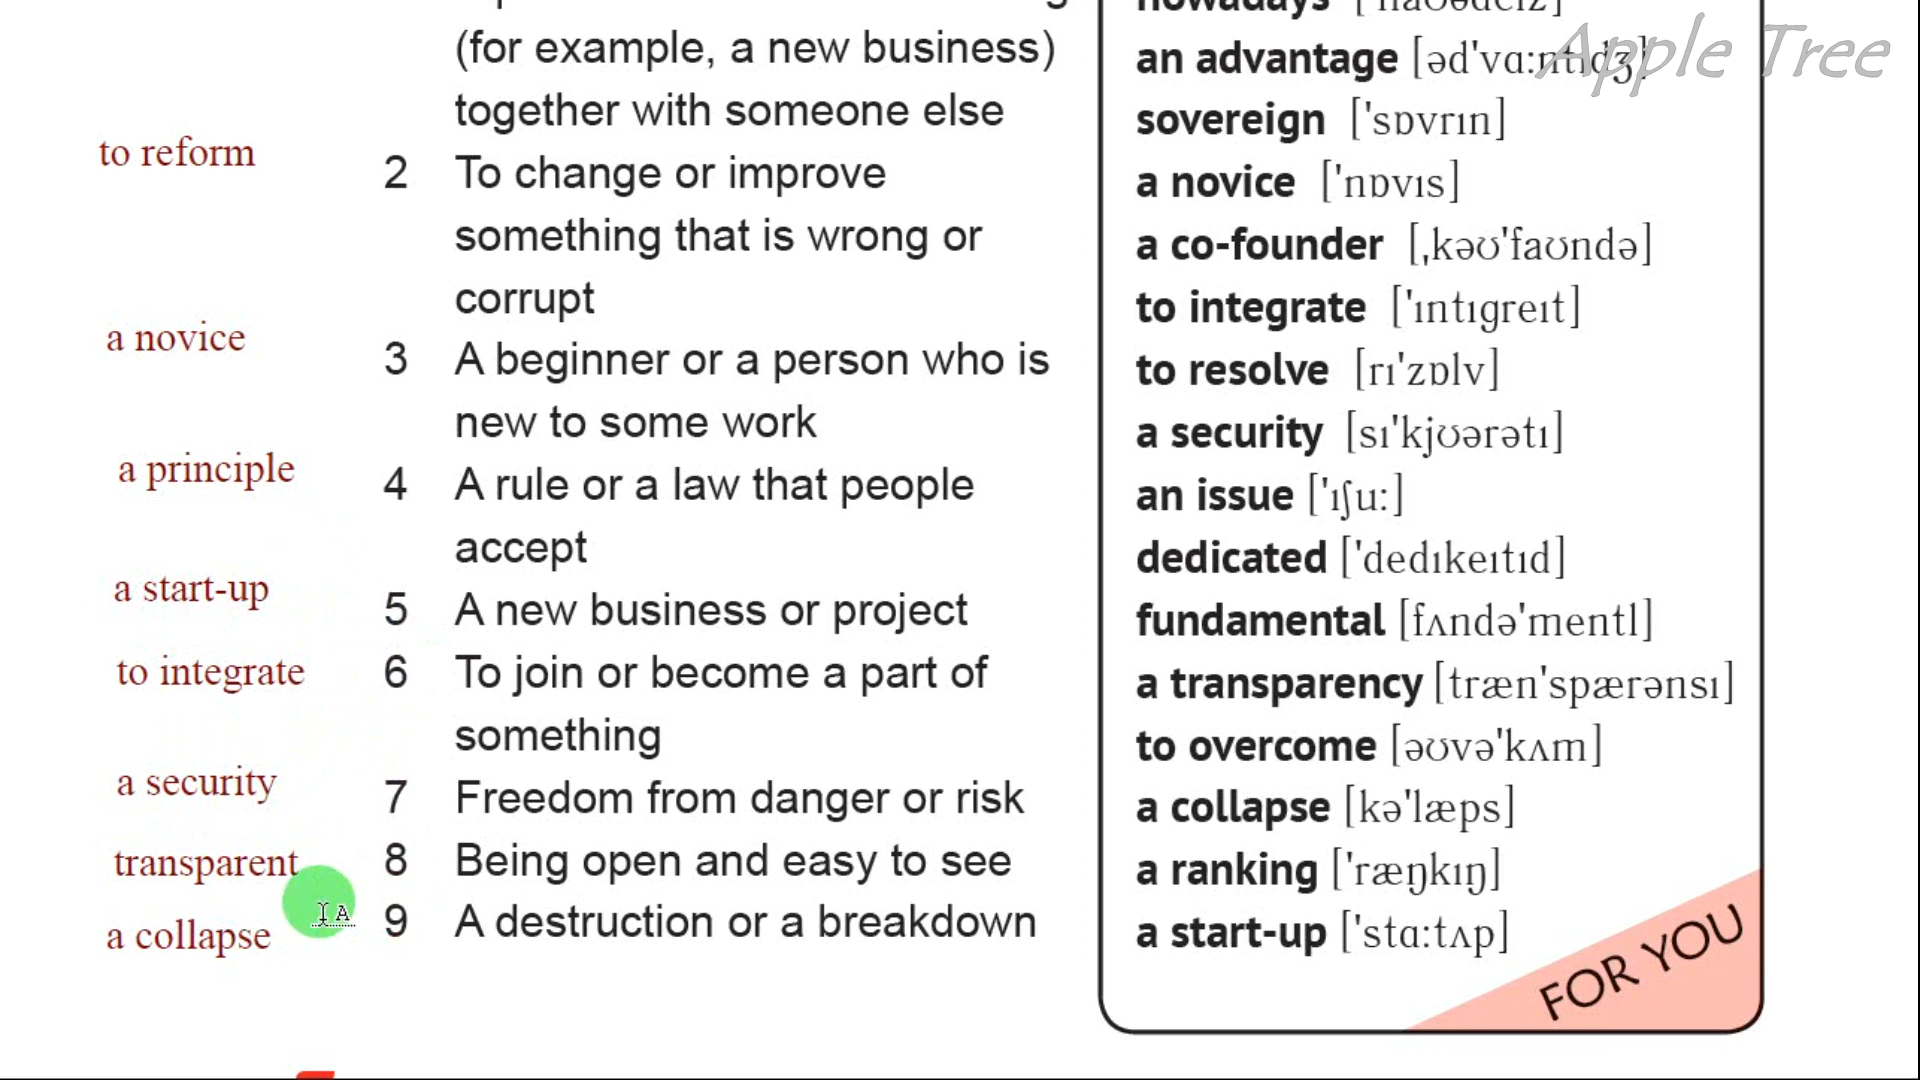 (for example, a new business)
together with someone else
to reform
2 To change or improve
something that is wrong or
corrupt
a novice
3 A beginner or a person who is
new to some work
a principle
4 A rule or a law that people
accept
a start-up
5 A new business or project
to integrate
6 To join or become a part of
something
a security
7 Freedom from danger or risk
transparent
8 Being open and easy to see
a collapse
9 A destruction or a breakdown
nowadays ['naʊədeɪz]
an advantage [əd'vɑ:ntɪdʒ]
sovereign ['sɒvrɪn]
a novice ['nɒvɪs]
a co-founder [ˌkəʊ'faʊndə]
to integrate ['ɪntɪgreɪt]
to resolve [rɪ'zɒlv]
a security [sɪ'kjʊərətɪ]
an issue ['ɪʃu:]
dedicated ['dedɪkeɪtɪd]
fundamental [fʌndə'mentl]
a transparency [træn'spærənsɪ]
to overcome [əʊvə'kʌm]
a collapse [kə'læps]
a ranking ['ræŋkɪŋ]
a start-up ['stɑ:tʌp]
FOR YOU
Apple Tree